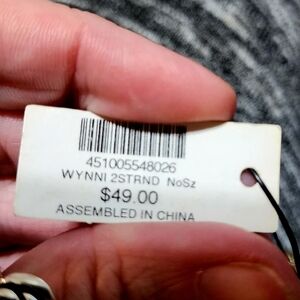 451005548026
WYNNI 2STRND NoSz
$49.00
ASSEMBLED IN CHINA